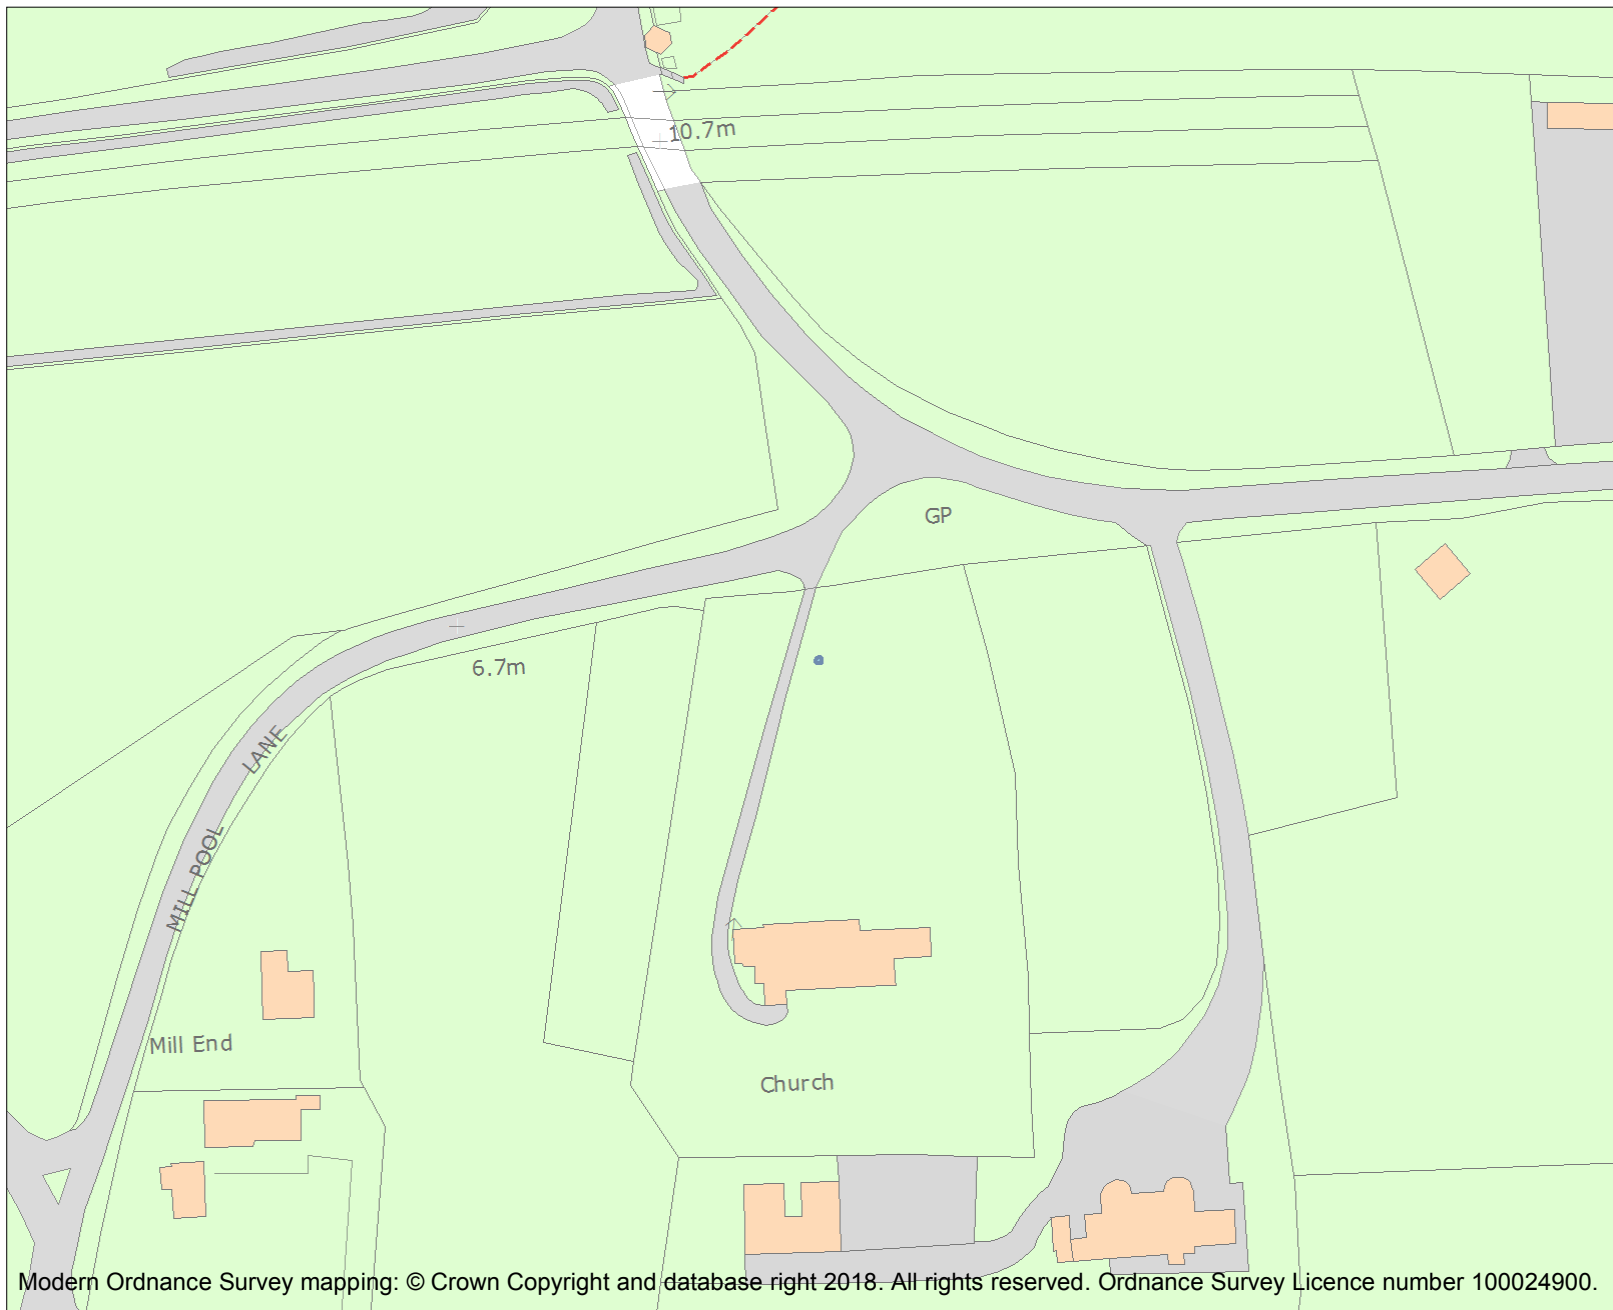 10.7m
GP
6.7m
MILL POOL LANE
Mill End
Church
Modern Ordnance Survey mapping: © Crown Copyright and database right 2018. All rights reserved. Ordnance Survey Licence number 100024900.